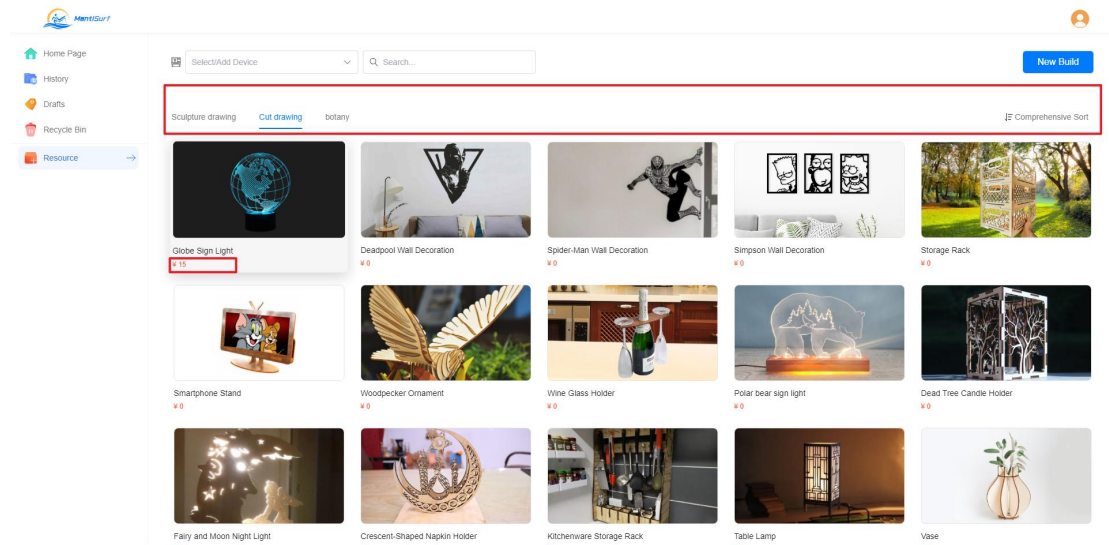 MantiSurf
Home Page
History
Drafts
Recycle Bin
Resource
Select/Add Device
Search...
New Build
Sculpture drawing
Cut drawing
botany
Comprehensive Sort
Globe Sign Light
¥ 15
Deadpool Wall Decoration
¥ 0
Spider-Man Wall Decoration
¥ 0
Simpson Wall Decoration
¥ 0
Storage Rack
¥ 0
Smartphone Stand
¥ 0
Woodpecker Ornament
¥ 0
Wine Glass Holder
¥ 0
Polar bear sign light
¥ 0
Dead Tree Candle Holder
¥ 0
Fairy and Moon Night Light
Crescent-Shaped Napkin Holder
Kitchenware Storage Rack
Table Lamp
Vase